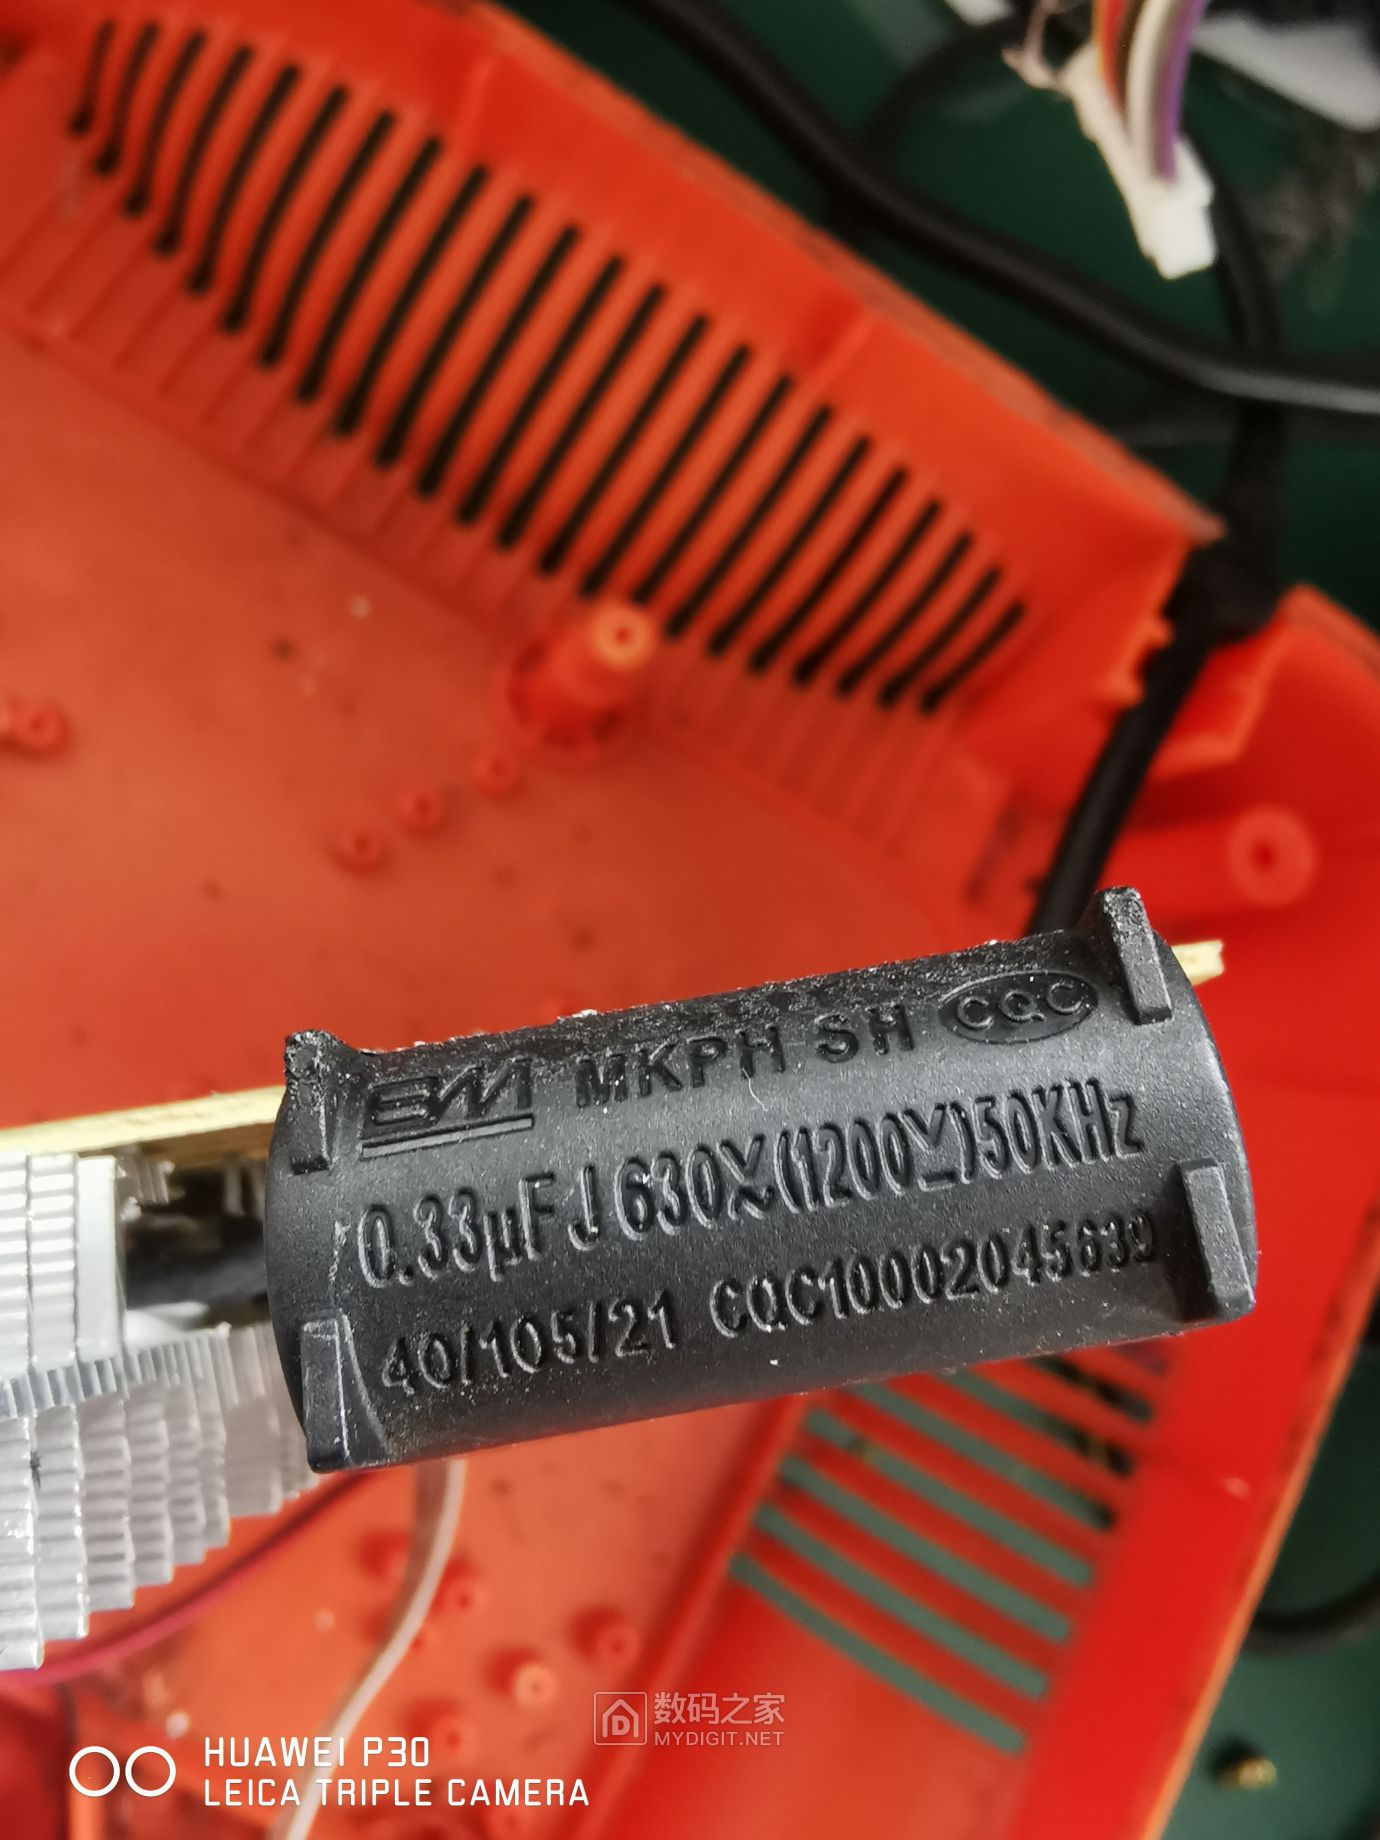 BM MKPH SH CQC
0.33μF J 630V~(1200V⎓)50KHz
40/105/21 CQC10002045639
数码之家
MYDIGIT.NET
HUAWEI P30
LEICA TRIPLE CAMERA